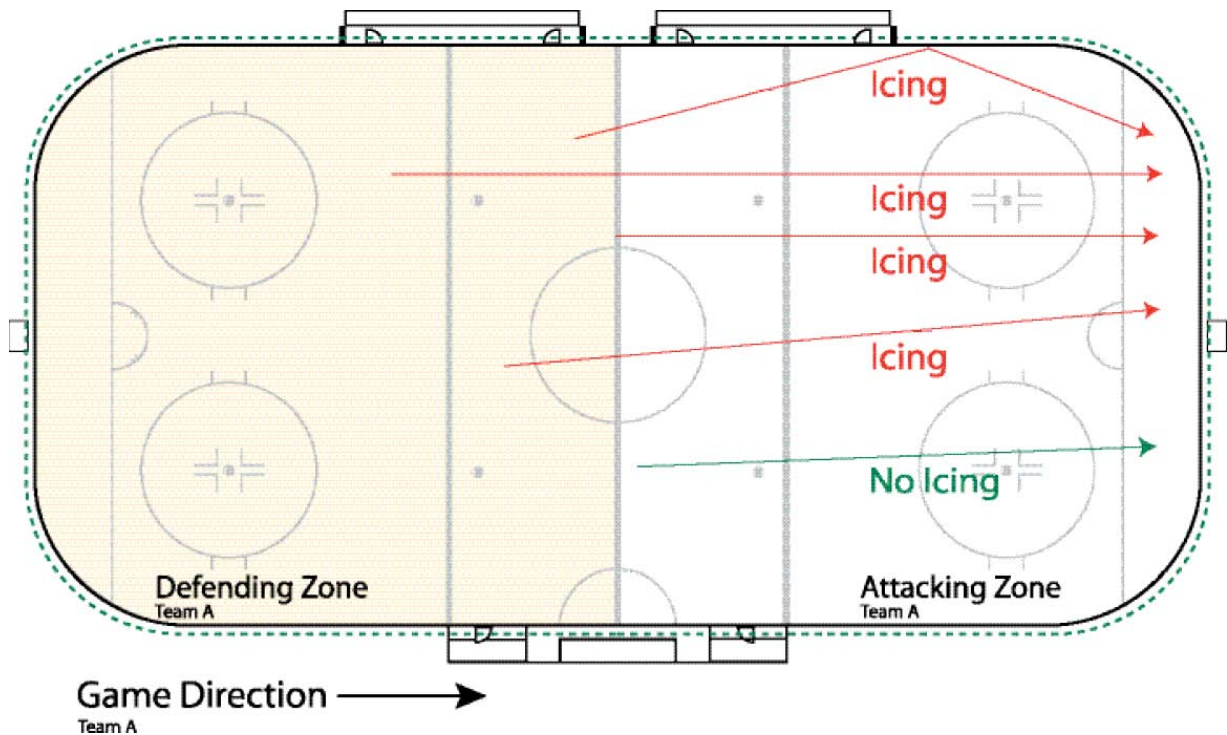 Icing
Icing
Icing
Icing
No Icing
Defending Zone
Team A
Attacking Zone
Team A
Game Direction
Team A